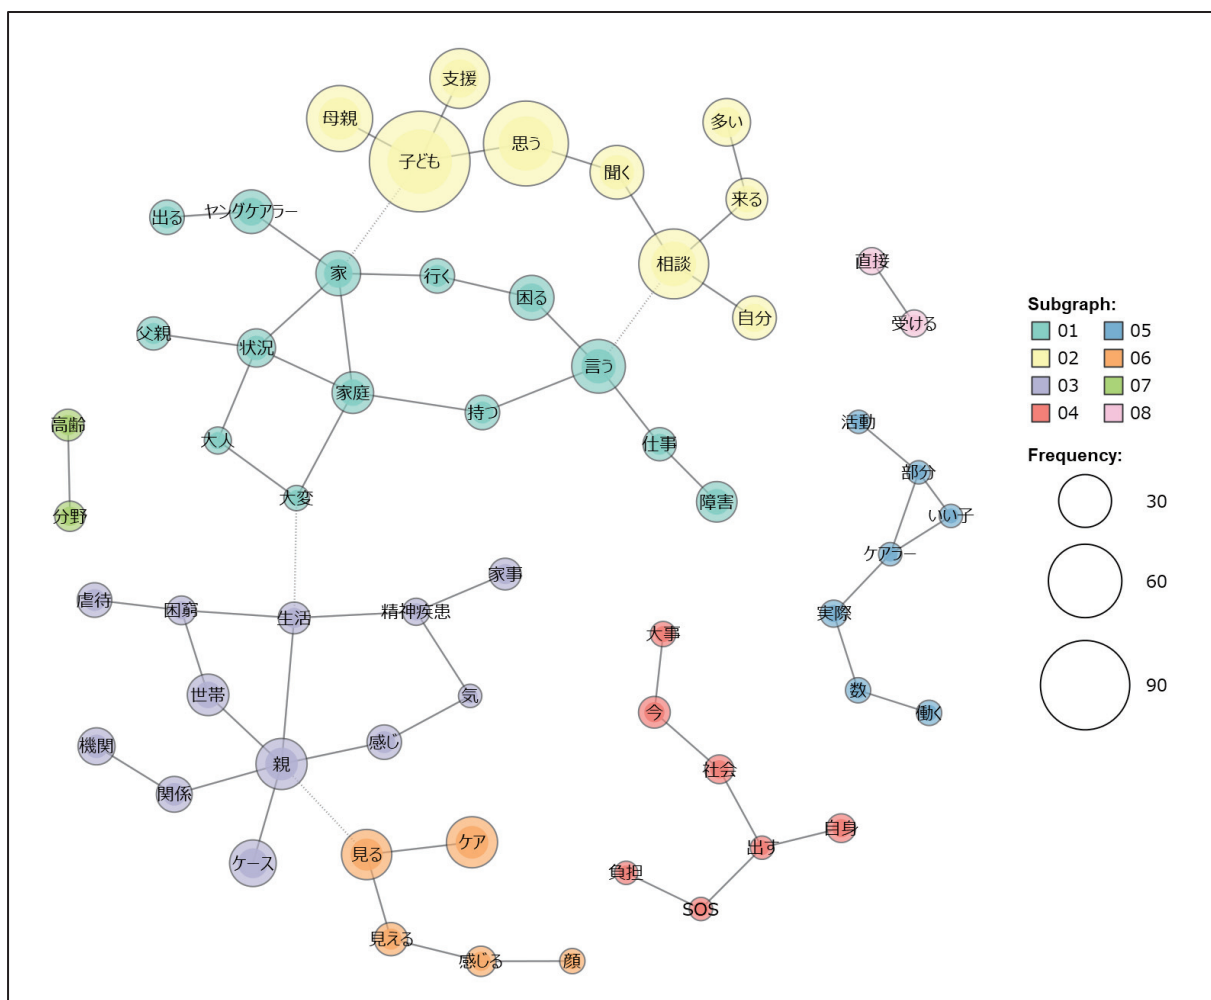 支援
母親
思う
子ども
多い
聞く
来る
ヤングケアラー
出る
相談
直接
家
行く
困る
自分
受ける
父親
状況
言う
家庭
持つ
高齢
大人
仕事
活動
部分
大変
障害
分野
いい子
ケアラー
家事
虐待
困窮
生活
精神疾患
実際
大事
世帯
気
数
今
働く
機関
感じ
親
社会
関係
自身
出す
見る
ケア
ケース
負担
SOS
見える
感じる
顔
Subgraph:
01 05
02 06
03 07
04 08
Frequency:
30
60
90